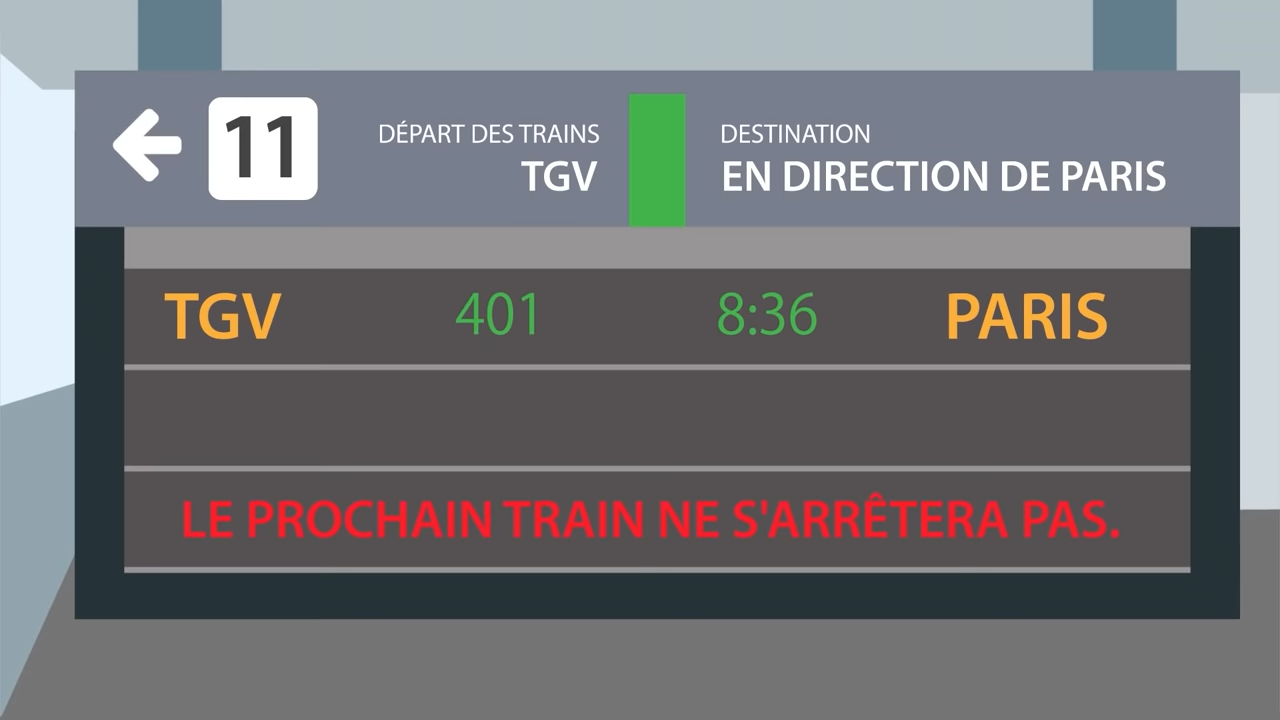 11
DÉPART DES TRAINS
TGV
DESTINATION
EN DIRECTION DE PARIS
TGV 401 8:36 PARIS
LE PROCHAIN TRAIN NE S'ARRÊTERA PAS.